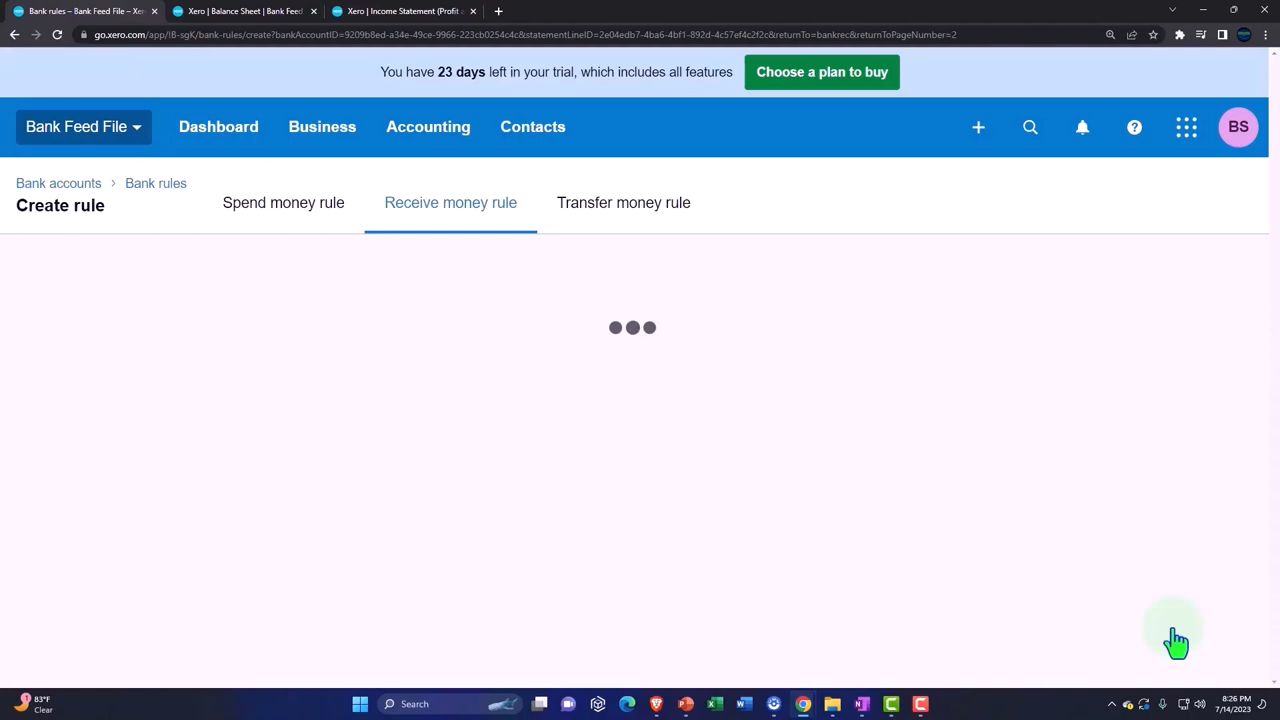 Bank rules – Bank Feed File – Xer
Xero | Balance Sheet | Bank Feed
Xero | Income Statement (Profit a
go.xero.com/app/!B-sgK/bank-rules/create?bankAccountID=9209b8ed-a34e-49ce-9966-223cb0254c4c&statementLineID=2e04edb7-4ba6-4bf1-892d-4c57ef4c2f2c&returnTo=bankrec&returnToPageNumber=2
You have 23 days left in your trial, which includes all features
Choose a plan to buy
Bank Feed File
Dashboard
Business
Accounting
Contacts
BS
Bank accounts > Bank rules
Create rule
Spend money rule
Receive money rule
Transfer money rule
1
83°F
Clear
Search
8:26 PM
7/14/2023